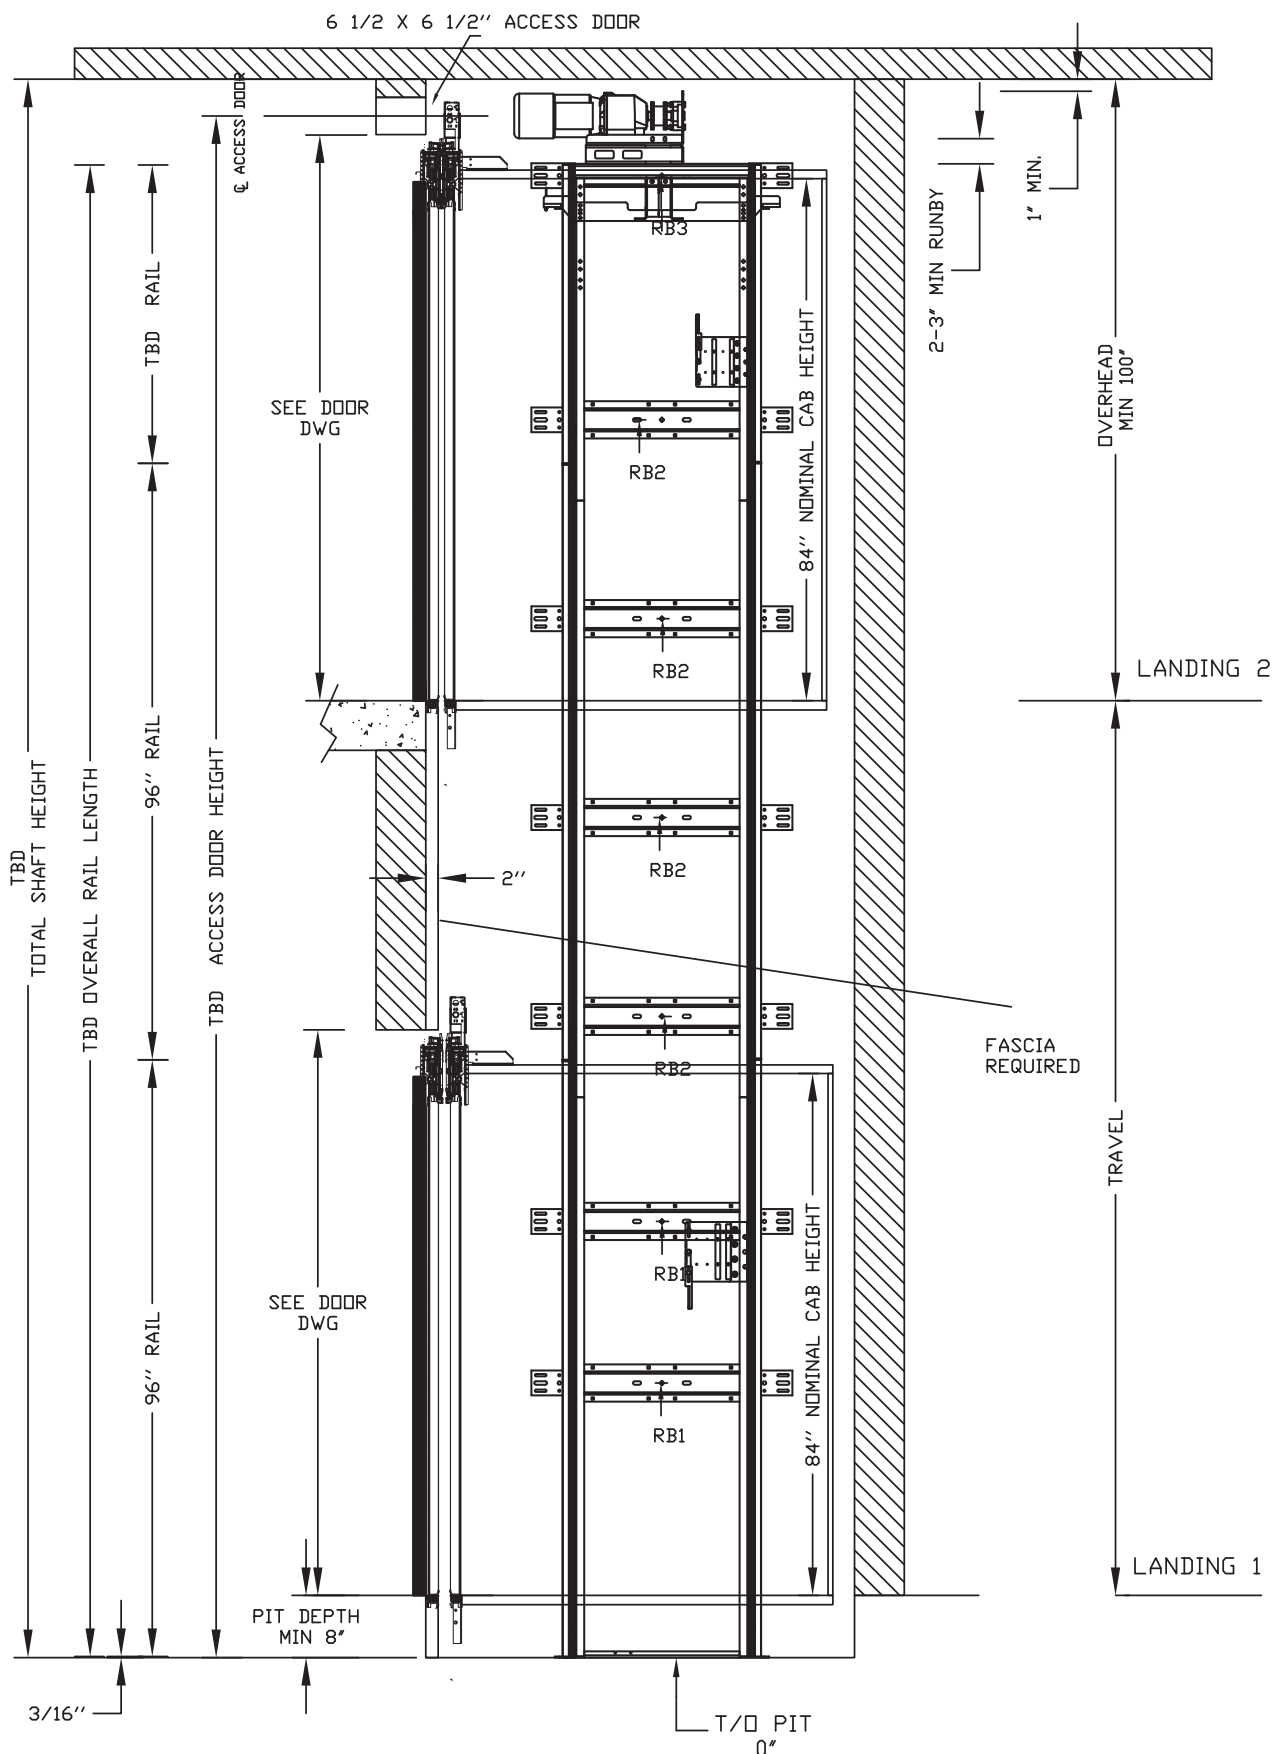 6 1/2 X 6 1/2" ACCESS DOOR
℄ ACCESS DOOR
1" MIN.
2-3" MIN RUNBY
RB3
TBD RAIL
84" NOMINAL CAB HEIGHT
OVERHEAD
MIN 100"
SEE DOOR
DWG
RB2
RB2
LANDING 2
96" RAIL
TBD
TOTAL SHAFT HEIGHT
TBD OVERALL RAIL LENGTH
TBD ACCESS DOOR HEIGHT
RB2
2"
FASCIA
REQUIRED
RB2
TRAVEL
84" NOMINAL CAB HEIGHT
RB1
SEE DOOR
DWG
96" RAIL
RB1
LANDING 1
PIT DEPTH
MIN 8"
3/16"
T/O PIT
0"